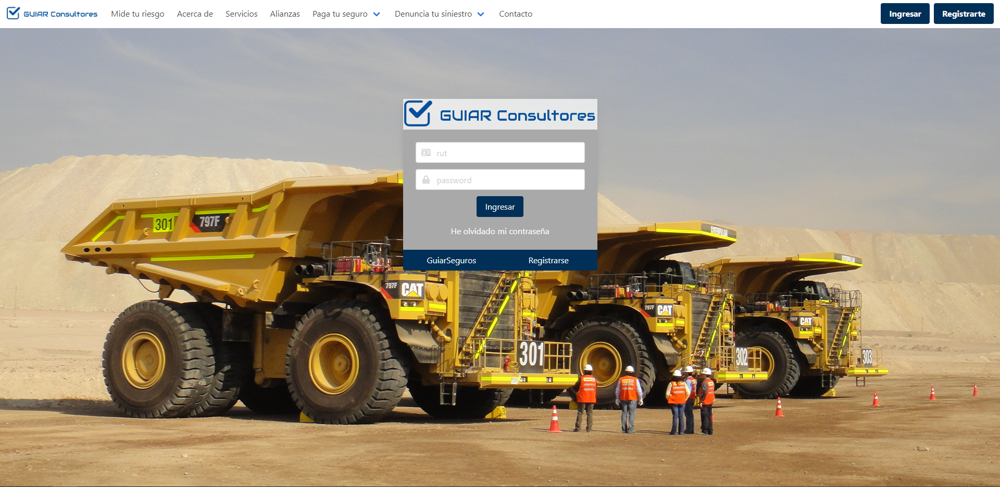 GUIAR Consultores Mide tu riesgo Acerca de Servicios Alianzas Paga tu seguro Denuncia tu siniestro Contacto Ingresar Registrarte
GUIAR Consultores
rut
password
Ingresar
He olvidado mi contraseña
GuiarSeguros Registrarse
301 797F
CATERPILLAR
CATERPILLAR
797F CAT
797F CAT
797F CAT
301
302
303